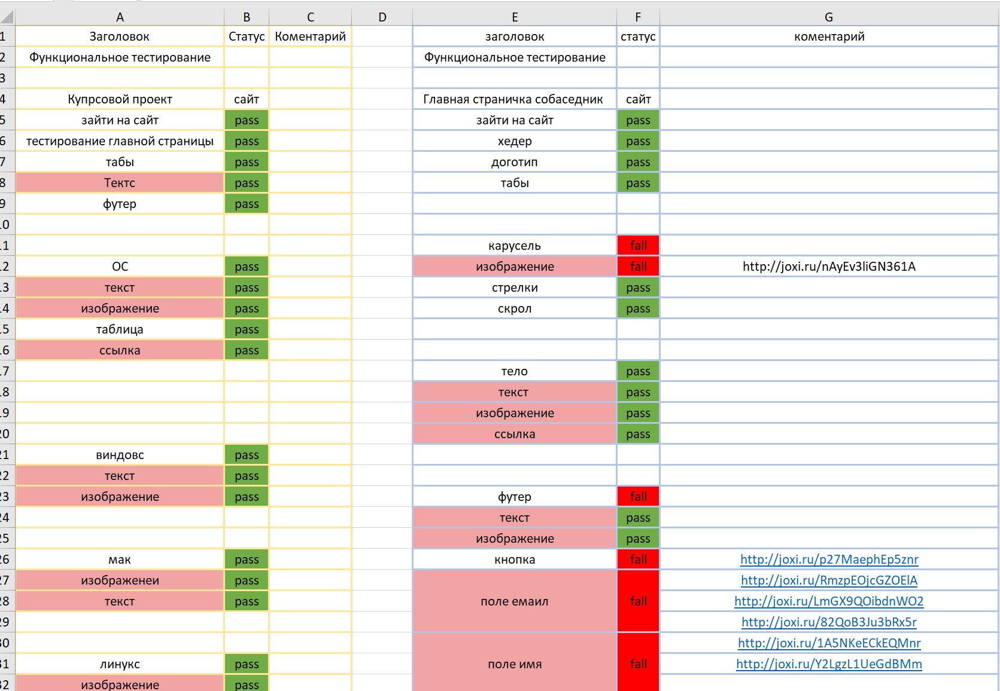 A B C D E F G
1 Заголовок Статус Коментарий заголовок статус коментарий
2 Функциональное тестирование Функциональное тестирование
3
4 Купрсовой проект сайт Главная страничка собаседник сайт
5 зайти на сайт pass зайти на сайт pass
6 тестирование главной страницы pass хедер pass
7 табы pass доготип pass
8 Тектс pass табы pass
9 футер pass
10
11 карусель fall
12 ОС pass изображение fall http://joxi.ru/nAyEv3liGN361A
13 текст pass стрелки pass
14 изображение pass скрол pass
15 таблица pass
16 ссылка pass
17 тело pass
18 текст pass
19 изображение pass
20 ссылка pass
21 виндовс pass
22 текст pass
23 изображение pass футер fall
24 текст pass
25 изображение pass
26 мак pass кнопка fall http://joxi.ru/p27MaephEp5znr
27 изображенеи pass http://joxi.ru/RmzpEOjcGZOElA
28 текст pass поле емаил fall http://joxi.ru/LmGX9QOibdnWO2
29 http://joxi.ru/82QoB3Ju3bRx5r
30 http://joxi.ru/1A5NKeECkEQMnr
31 линукс pass поле имя fall http://joxi.ru/Y2LgzL1UeGdBMm
32 изображение pass